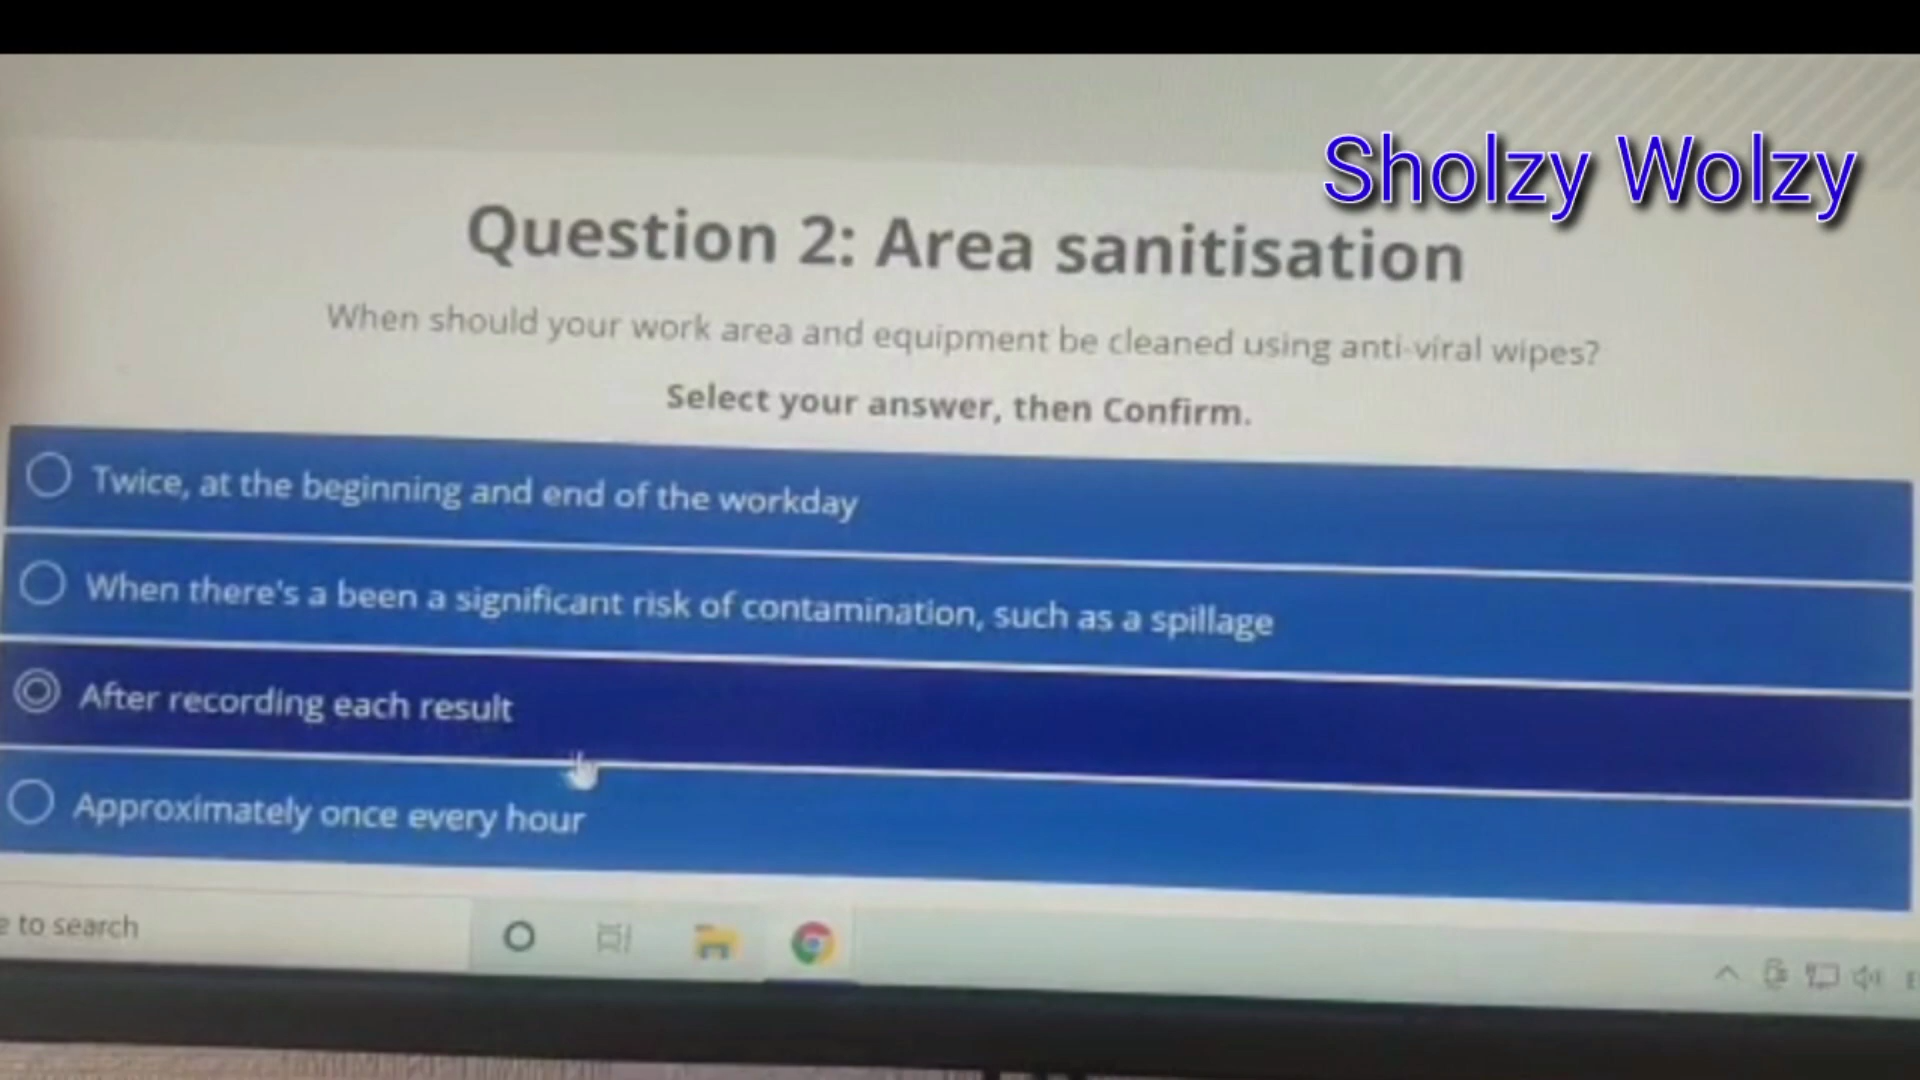 Sholzy Wolzy
Question 2: Area sanitisation
When should your work area and equipment be cleaned using anti-viral wipes?
Select your answer, then Confirm.
Twice, at the beginning and end of the workday
When there's a been a significant risk of contamination, such as a spillage
After recording each result
Approximately once every hour
to search